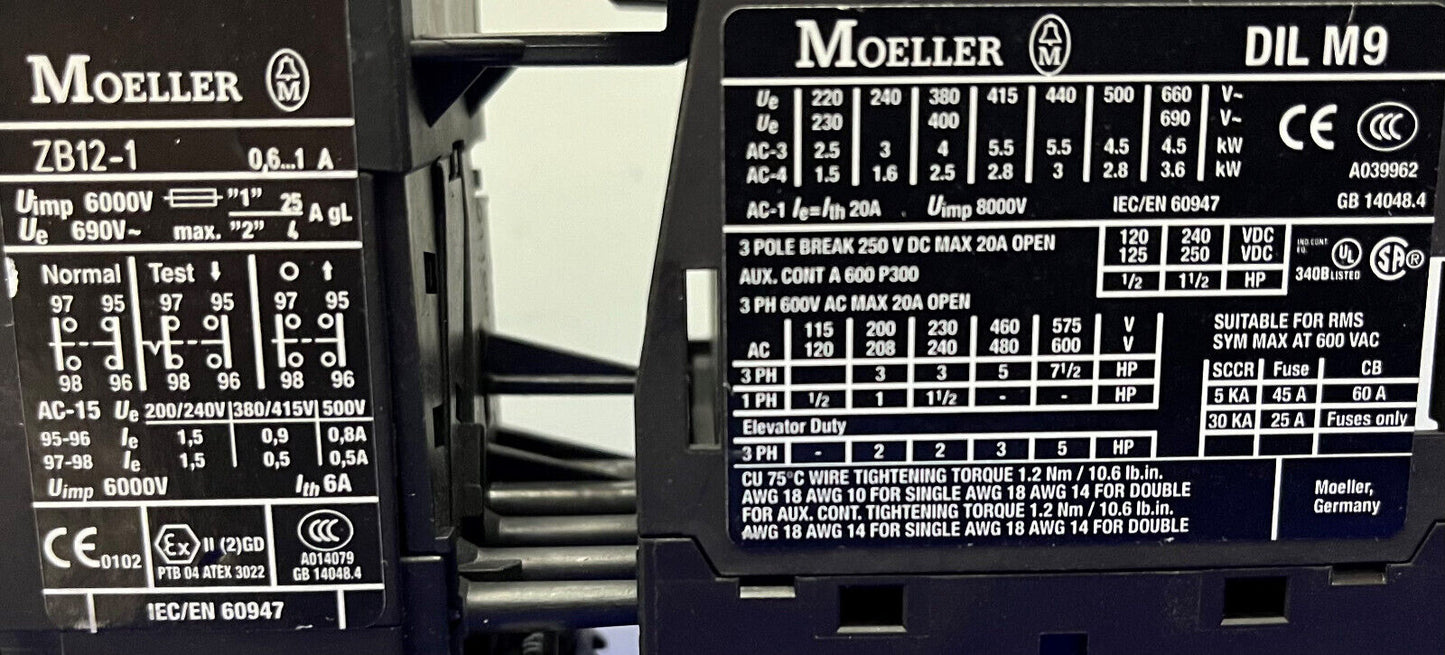 MOELLER
ZB12-1 0,6...1 A
Uimp 6000V "1" 25 A gL
Ue 690V~ max. "2" 4
Normal Test ↓ O ↑
97 95 97 95 97 95
98 96 98 96 98 96
AC-15 Ue 200/240V 380/415V 500V
95-96 Ie 1,5 0,9 0,8A
97-98 Ie 1,5 0,5 0,5A
Uimp 6000V Ith 6A
CE 0102 Ex II (2)GD CCC
PTB 04 ATEX 3022 A014079
GB 14048.4
IEC/EN 60947
MOELLER M DIL M9
Ue 220 240 380 415 440 500 660 V~
Ue 230 400 690 V~
AC-3 2.5 3 4 5.5 5.5 4.5 4.5 kW
AC-4 1.5 1.6 2.5 2.8 3 2.8 3.6 kW
CE CCC
A039962
AC-1 Ie=Ith 20A Uimp 8000V IEC/EN 60947 GB 14048.4
3 POLE BREAK 250 V DC MAX 20A OPEN
AUX. CONT A 600 P300
3 PH 600V AC MAX 20A OPEN
120 240 VDC
125 250 VDC
1/2 1 1/2 HP
IND.CONT.
EQ.
340B UL LISTED SA ®
115 200 230 460 575 V
AC 120 208 240 480 600 V
3 PH 3 3 5 7 1/2 HP
1 PH 1/2 1 1 1/2 - - HP
Elevator Duty
3 PH - 2 2 3 5 HP
SUITABLE FOR RMS
SYM MAX AT 600 VAC
SCCR Fuse CB
5 KA 45 A 60 A
30 KA 25 A Fuses only
CU 75°C WIRE TIGHTENING TORQUE 1.2 Nm / 10.6 lb.in.
AWG 18 AWG 10 FOR SINGLE AWG 18 AWG 14 FOR DOUBLE
FOR AUX. CONT. TIGHTENING TORQUE 1.2 Nm / 10.6 lb.in.
AWG 18 AWG 14 FOR SINGLE AWG 18 AWG 14 FOR DOUBLE
Moeller,
Germany